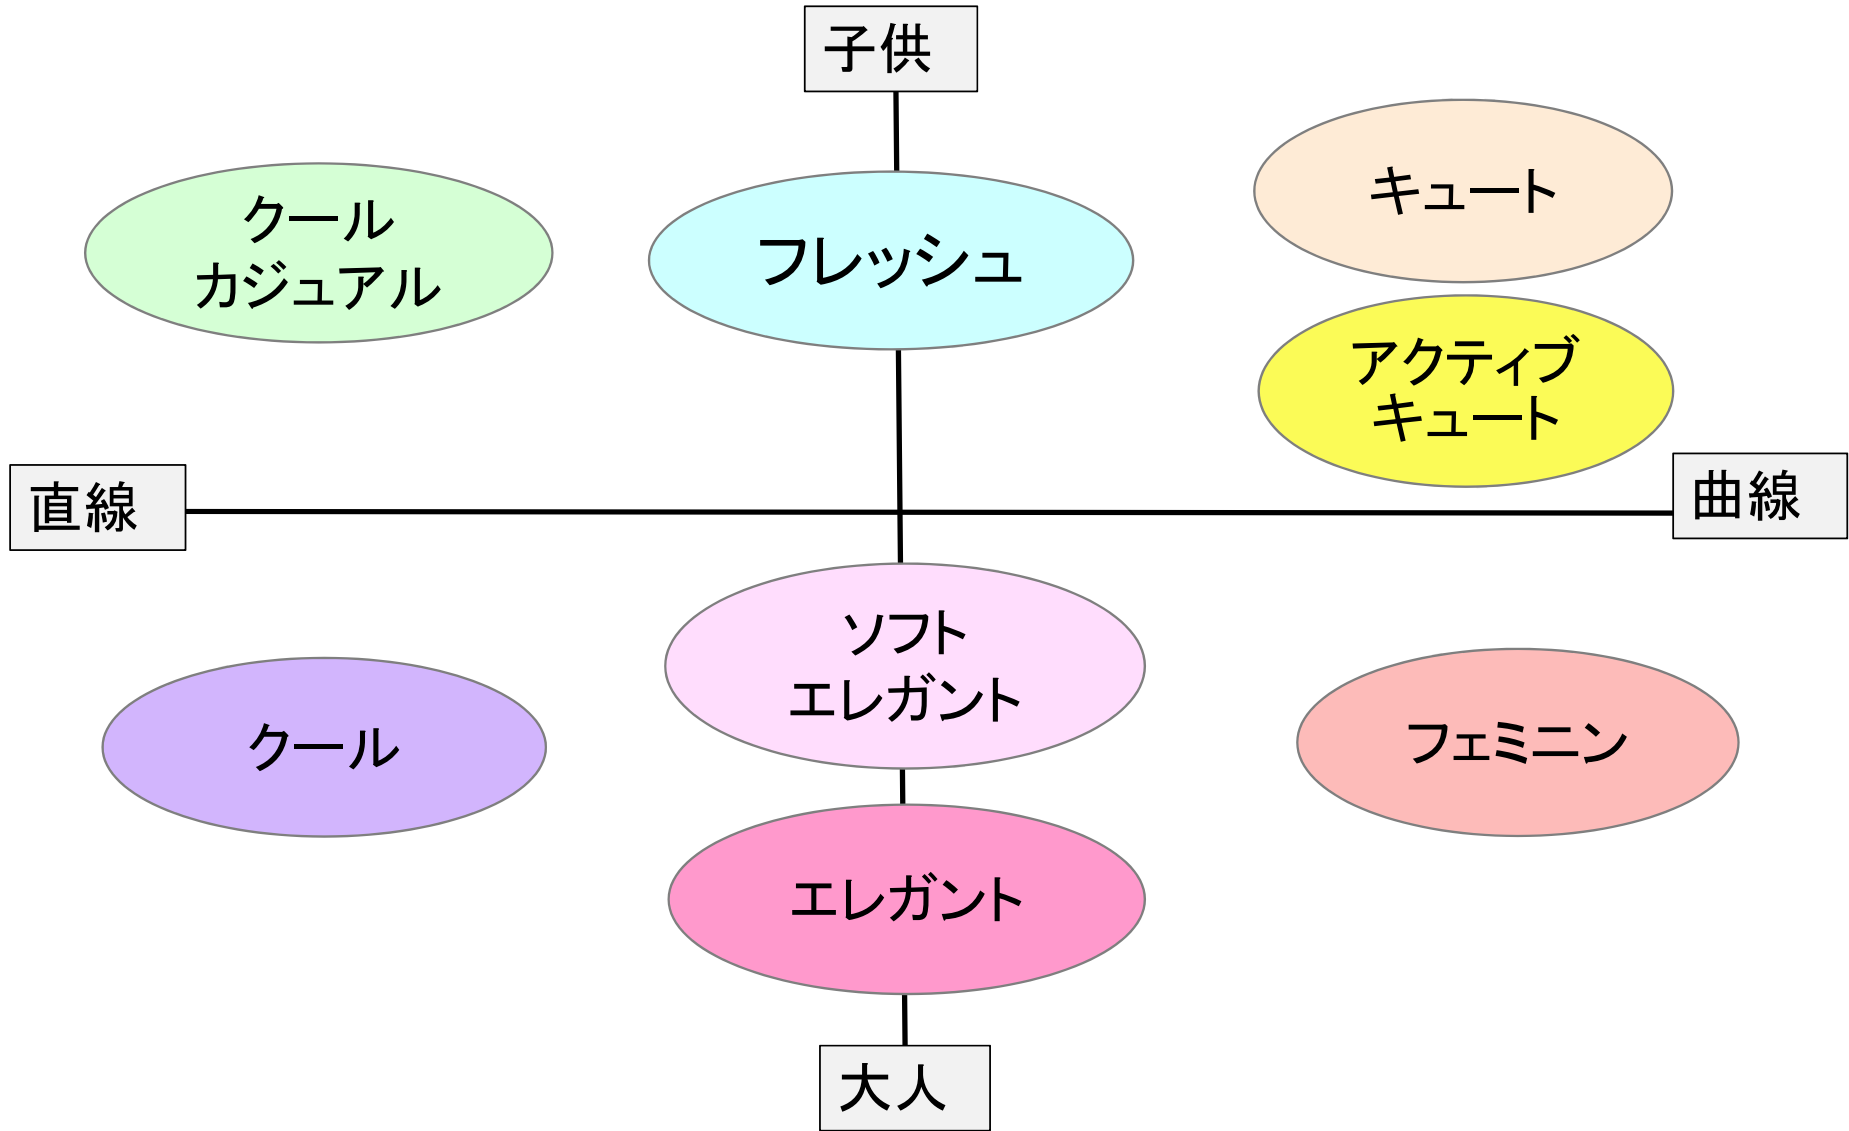 子供
キュート
クール
カジュアル
フレッシュ
アクティブ
キュート
直線
曲線
ソフト
エレガント
クール
フェミニン
エレガント
大人